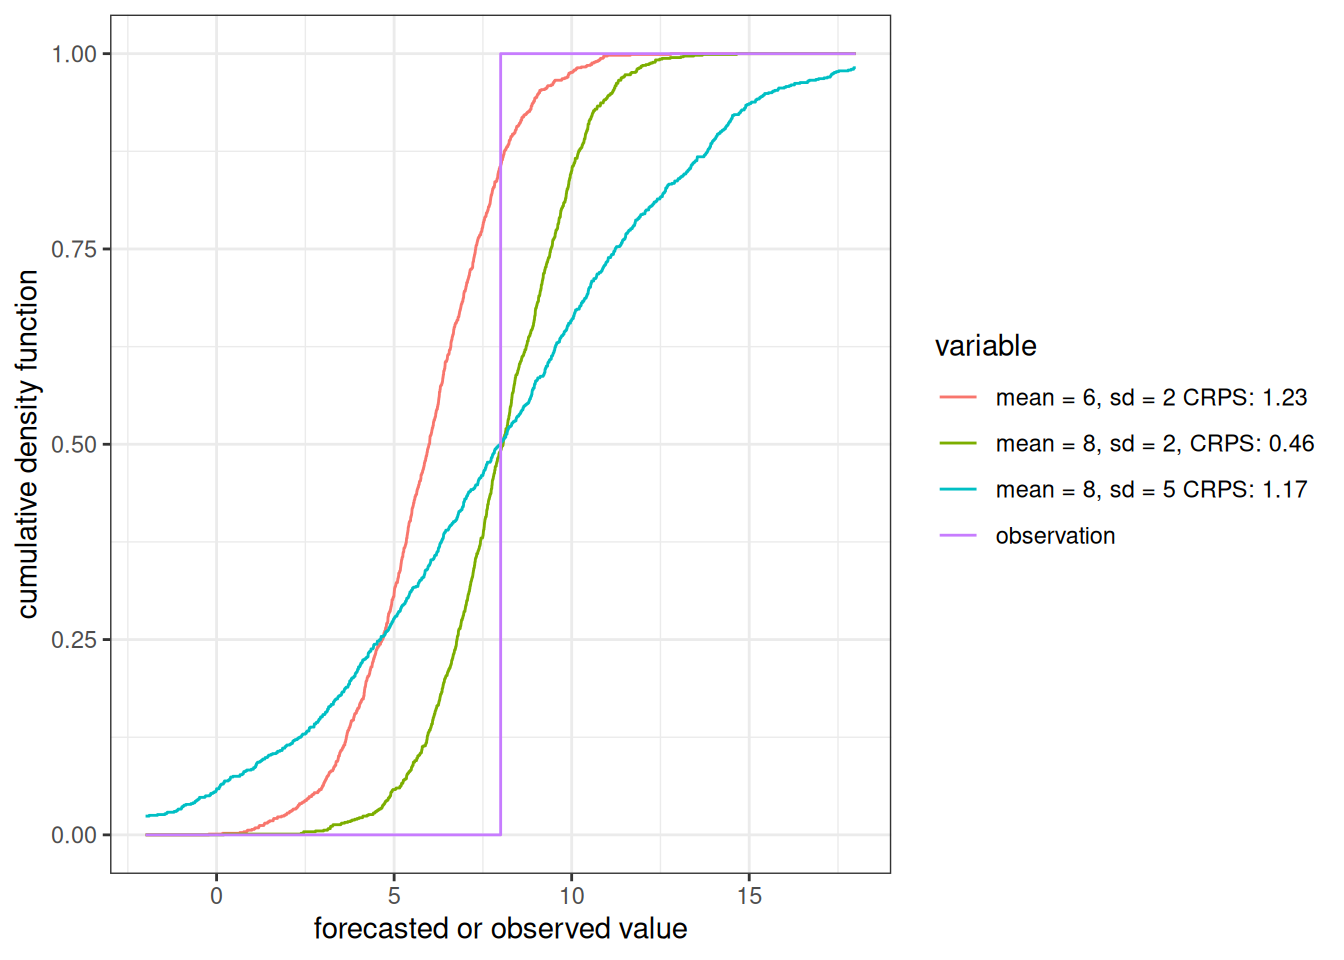 1.00
0.75
0.50
0.25
0.00
cumulative density function
0 5 10 15
forecasted or observed value
variable
mean = 6, sd = 2 CRPS: 1.23
mean = 8, sd = 2, CRPS: 0.46
mean = 8, sd = 5 CRPS: 1.17
observation